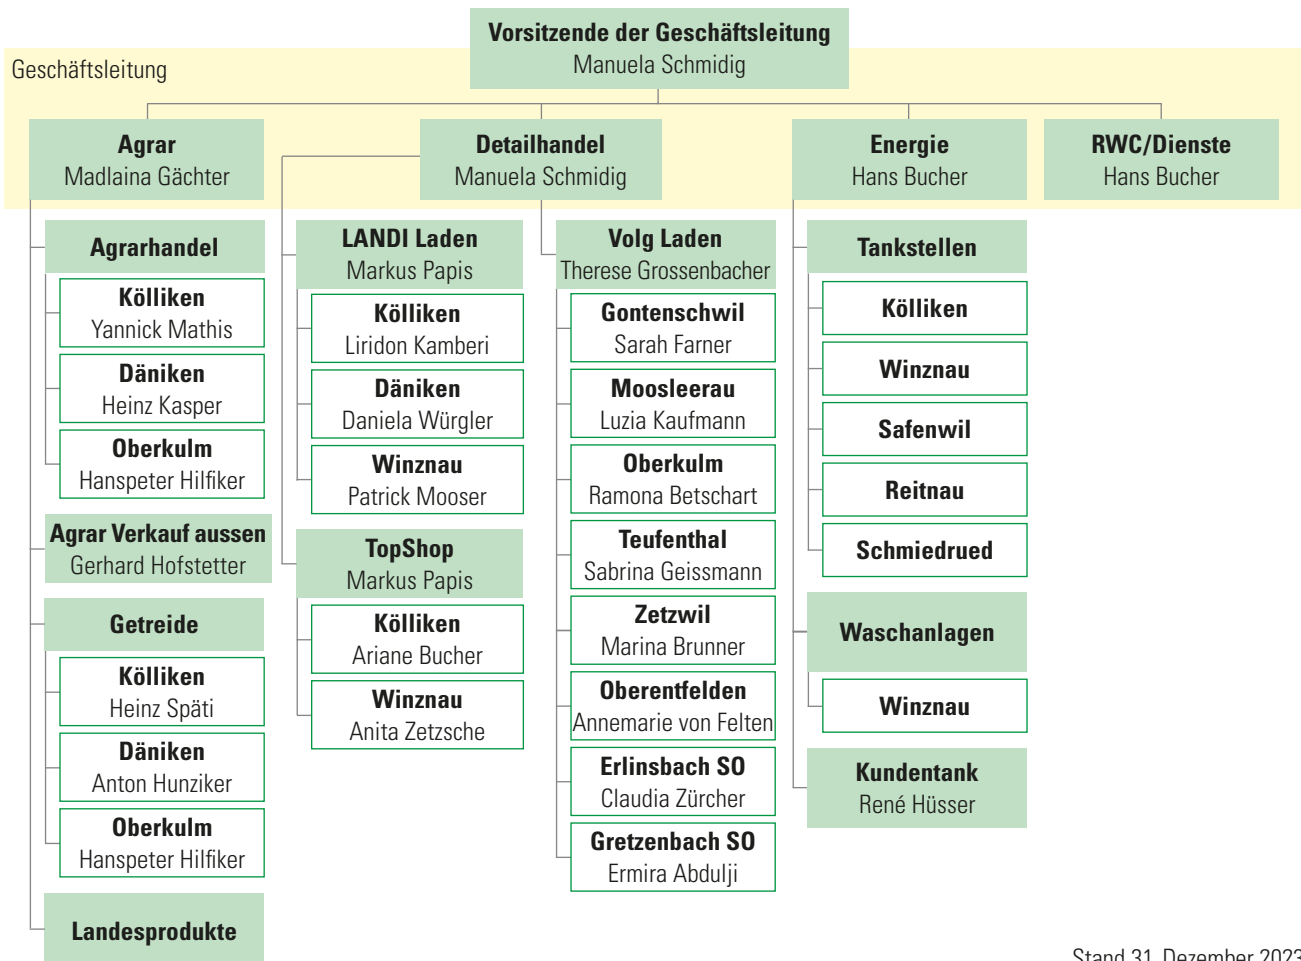 Vorsitzende der Geschäftsleitung
Manuela Schmidig
Geschäftsleitung
Agrar
Madlaina Gächter
Detailhandel
Manuela Schmidig
Energie
Hans Bucher
RWC/Dienste
Hans Bucher
Agrarhandel
Kölliken
Yannick Mathis
Däniken
Heinz Kasper
Oberkulm
Hanspeter Hilfiker
Agrar Verkauf aussen
Gerhard Hofstetter
Getreide
Kölliken
Heinz Späti
Däniken
Anton Hunziker
Oberkulm
Hanspeter Hilfiker
Landesprodukte
LANDI Laden
Markus Papis
Kölliken
Liridon Kamberi
Däniken
Daniela Würgler
Winznau
Patrick Mooser
TopShop
Markus Papis
Kölliken
Ariane Bucher
Winznau
Anita Zetzsche
Volg Laden
Therese Grossenbacher
Gontenschwil
Sarah Farner
Moosleerau
Luzia Kaufmann
Oberkulm
Ramona Betschart
Teufenthal
Sabrina Geissmann
Zetzwil
Marina Brunner
Oberentfelden
Annemarie von Felten
Erlinsbach SO
Claudia Zürcher
Gretzenbach SO
Ermira Abdulji
Tankstellen
Kölliken
Winznau
Safenwil
Reitnau
Schmiedrued
Waschanlagen
Winznau
Kundentank
René Hüsser
Stand 31. Dezember 2023